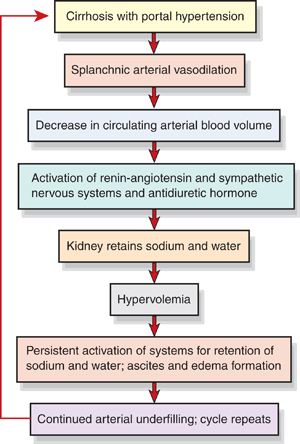 Cirrhosis with portal hypertension
Splanchnic arterial vasodilation
Decrease in circulating arterial blood volume
Activation of renin-angiotensin and sympathetic
nervous systems and antidiuretic hormone
Kidney retains sodium and water
Hypervolemia
Persistent activation of systems for retention of
sodium and water; ascites and edema formation
Continued arterial underfilling; cycle repeats